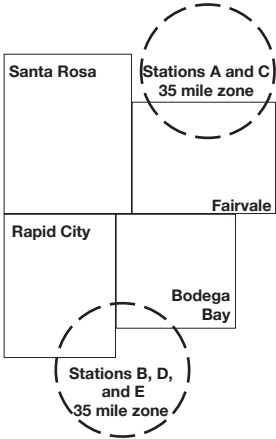 Santa Rosa
Stations A and C
35 mile zone
Fairvale
Rapid City
Bodega
Bay
Stations B, D,
and E
35 mile zone